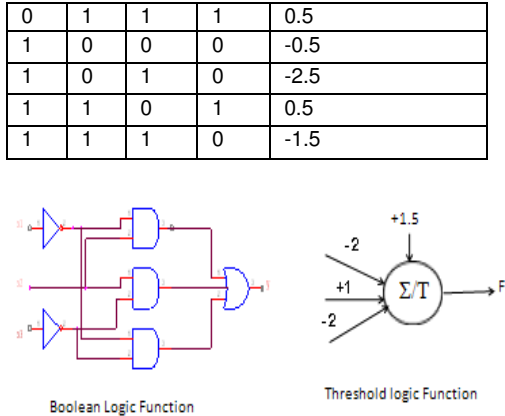 0 1 1 1 0.5
1 0 0 0 -0.5
1 0 1 0 -2.5
1 1 0 1 0.5
1 1 1 0 -1.5
+1.5
-2
+1
-2
Σ/T
F
Boolean Logic Function
Threshold logic Function